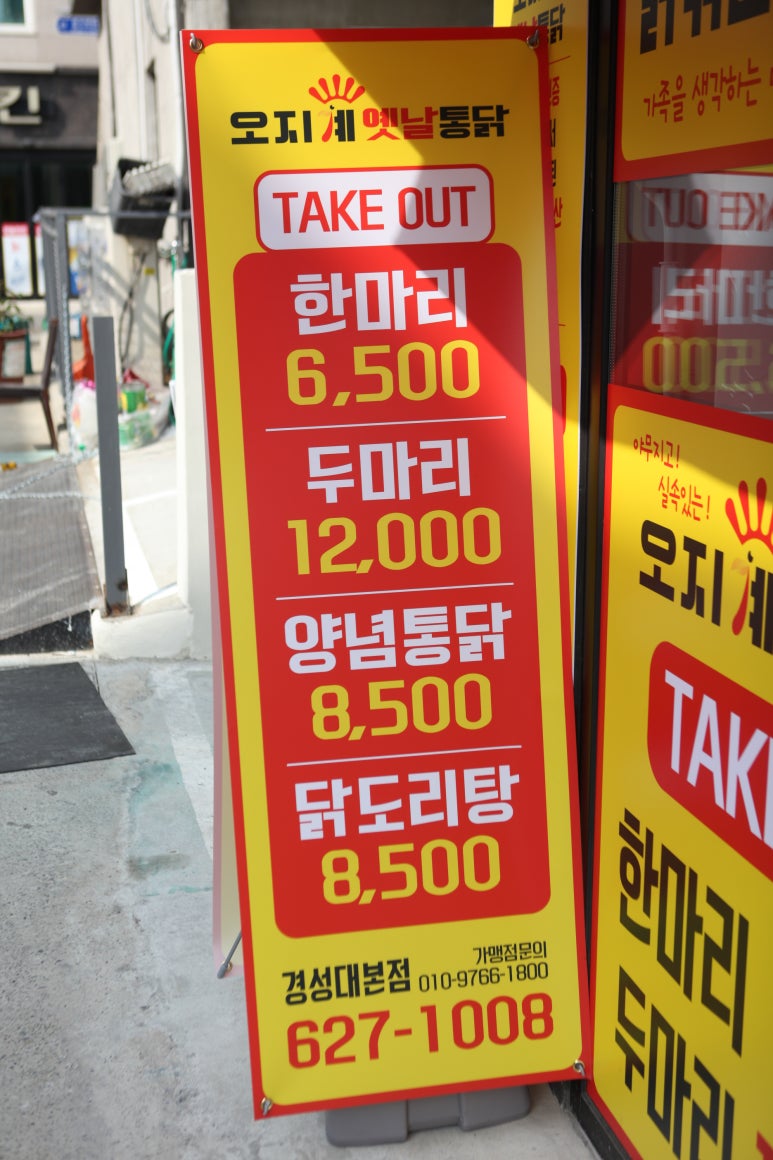 오지계옛날통닭
TAKE OUT
한마리
6,500
두마리
12,000
양념통닭
8,500
닭도리탕
8,500
경성대본점
가맹점문의
010-9766-1800
627-1008
가족을 생각하는
TAKE OUT
야무지고!
실속있는!
오지계
한마리
두마리